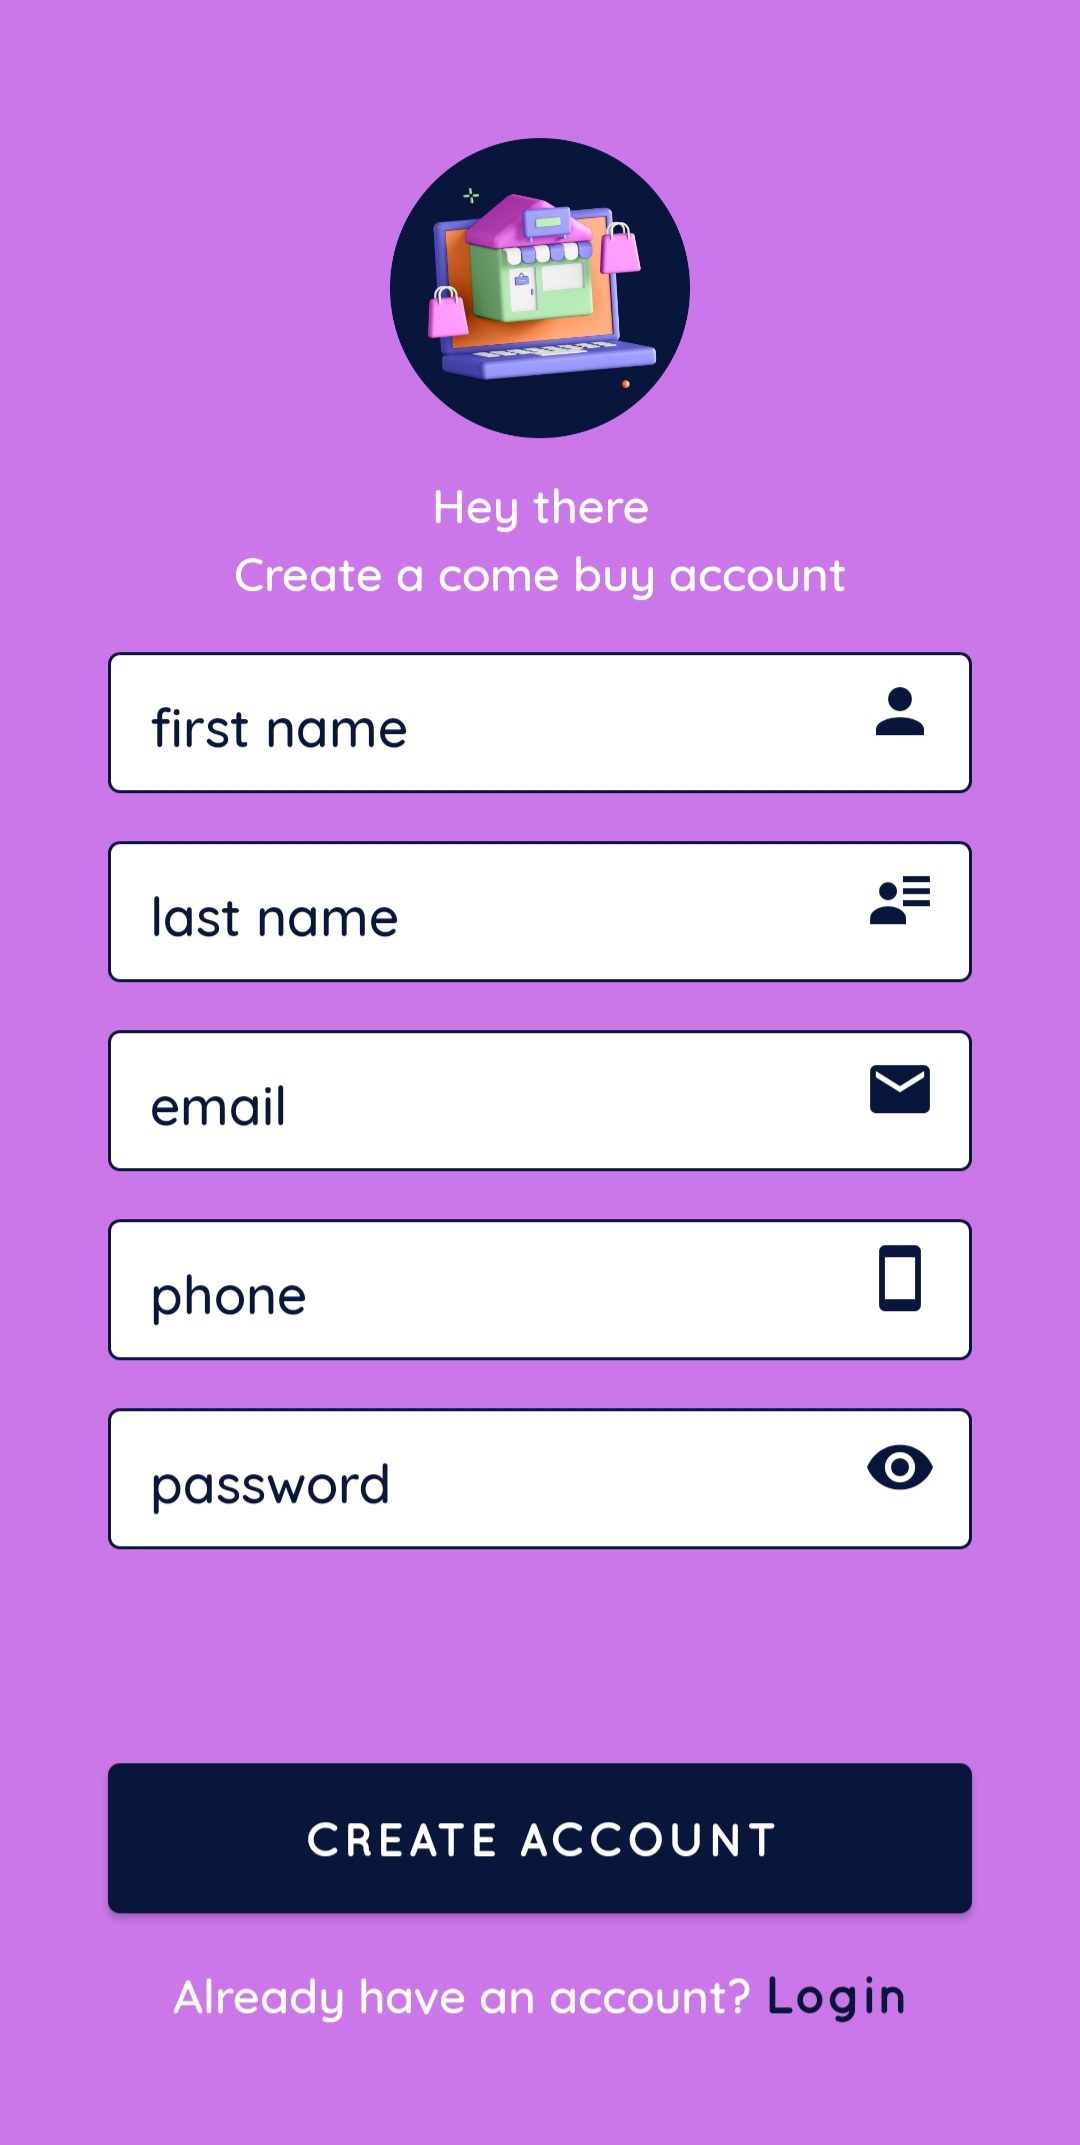 Hey there
Create a come buy account
first name
last name
email
phone
password
CREATE ACCOUNT
Already have an account? Login